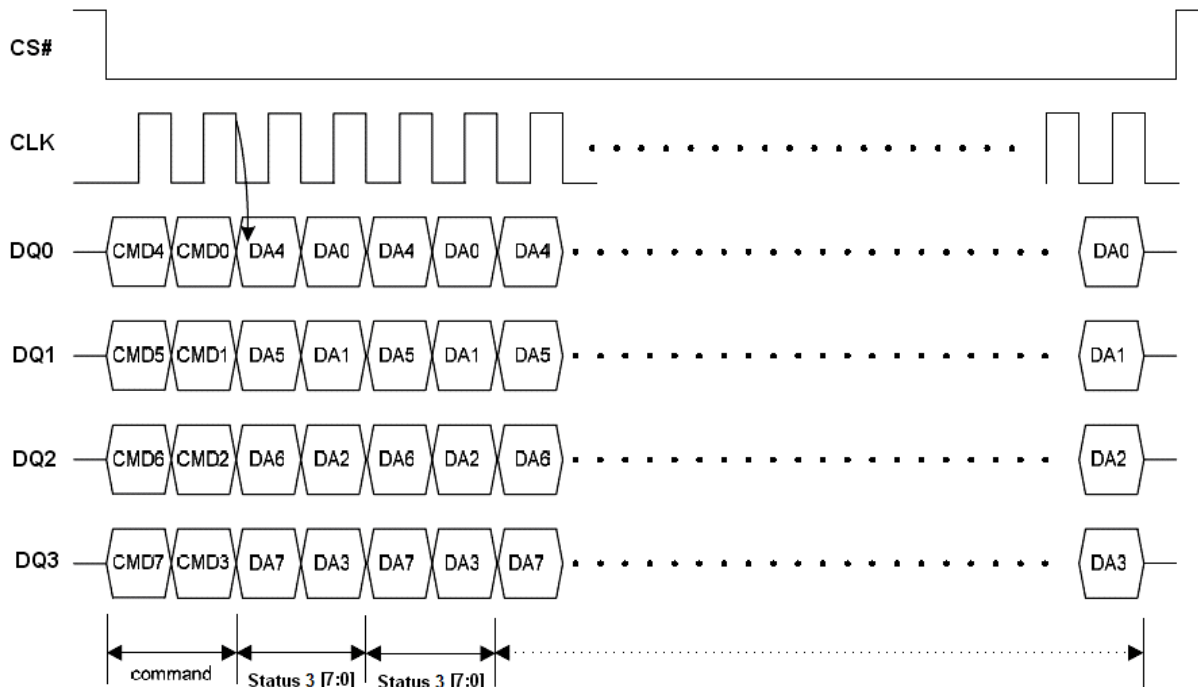 CS#
CLK
DQ0 CMD4 CMD0 DA4 DA0 DA4 DA0 DA4 DA0
DQ1 CMD5 CMD1 DA5 DA1 DA5 DA1 DA5 DA1
DQ2 CMD6 CMD2 DA6 DA2 DA6 DA2 DA6 DA2
DQ3 CMD7 CMD3 DA7 DA3 DA7 DA3 DA7 DA3
command Status 3 [7:0] Status 3 [7:0]